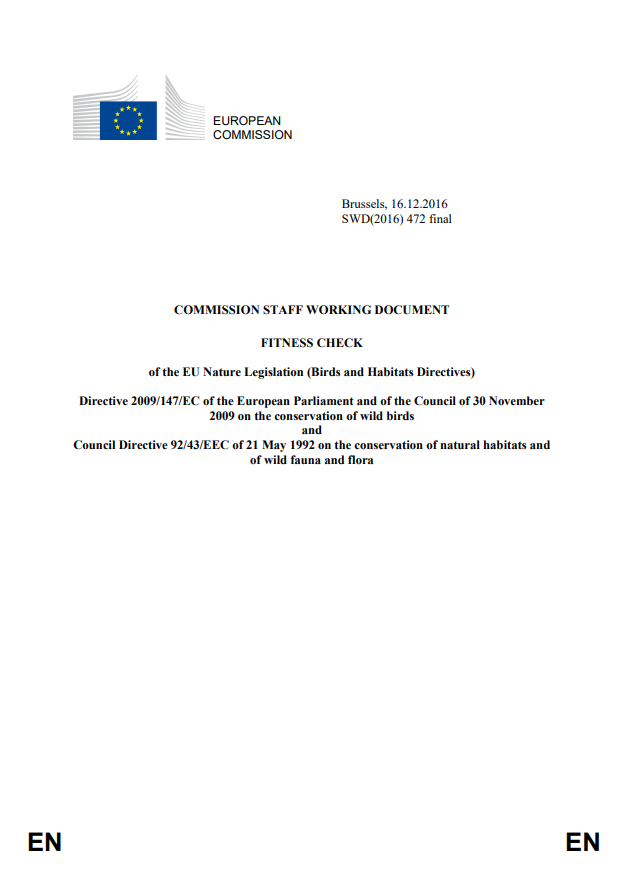 EUROPEAN
COMMISSION
Brussels, 16.12.2016
SWD(2016) 472 final
COMMISSION STAFF WORKING DOCUMENT
FITNESS CHECK
of the EU Nature Legislation (Birds and Habitats Directives)
Directive 2009/147/EC of the European Parliament and of the Council of 30 November
2009 on the conservation of wild birds
and
Council Directive 92/43/EEC of 21 May 1992 on the conservation of natural habitats and
of wild fauna and flora
EN EN